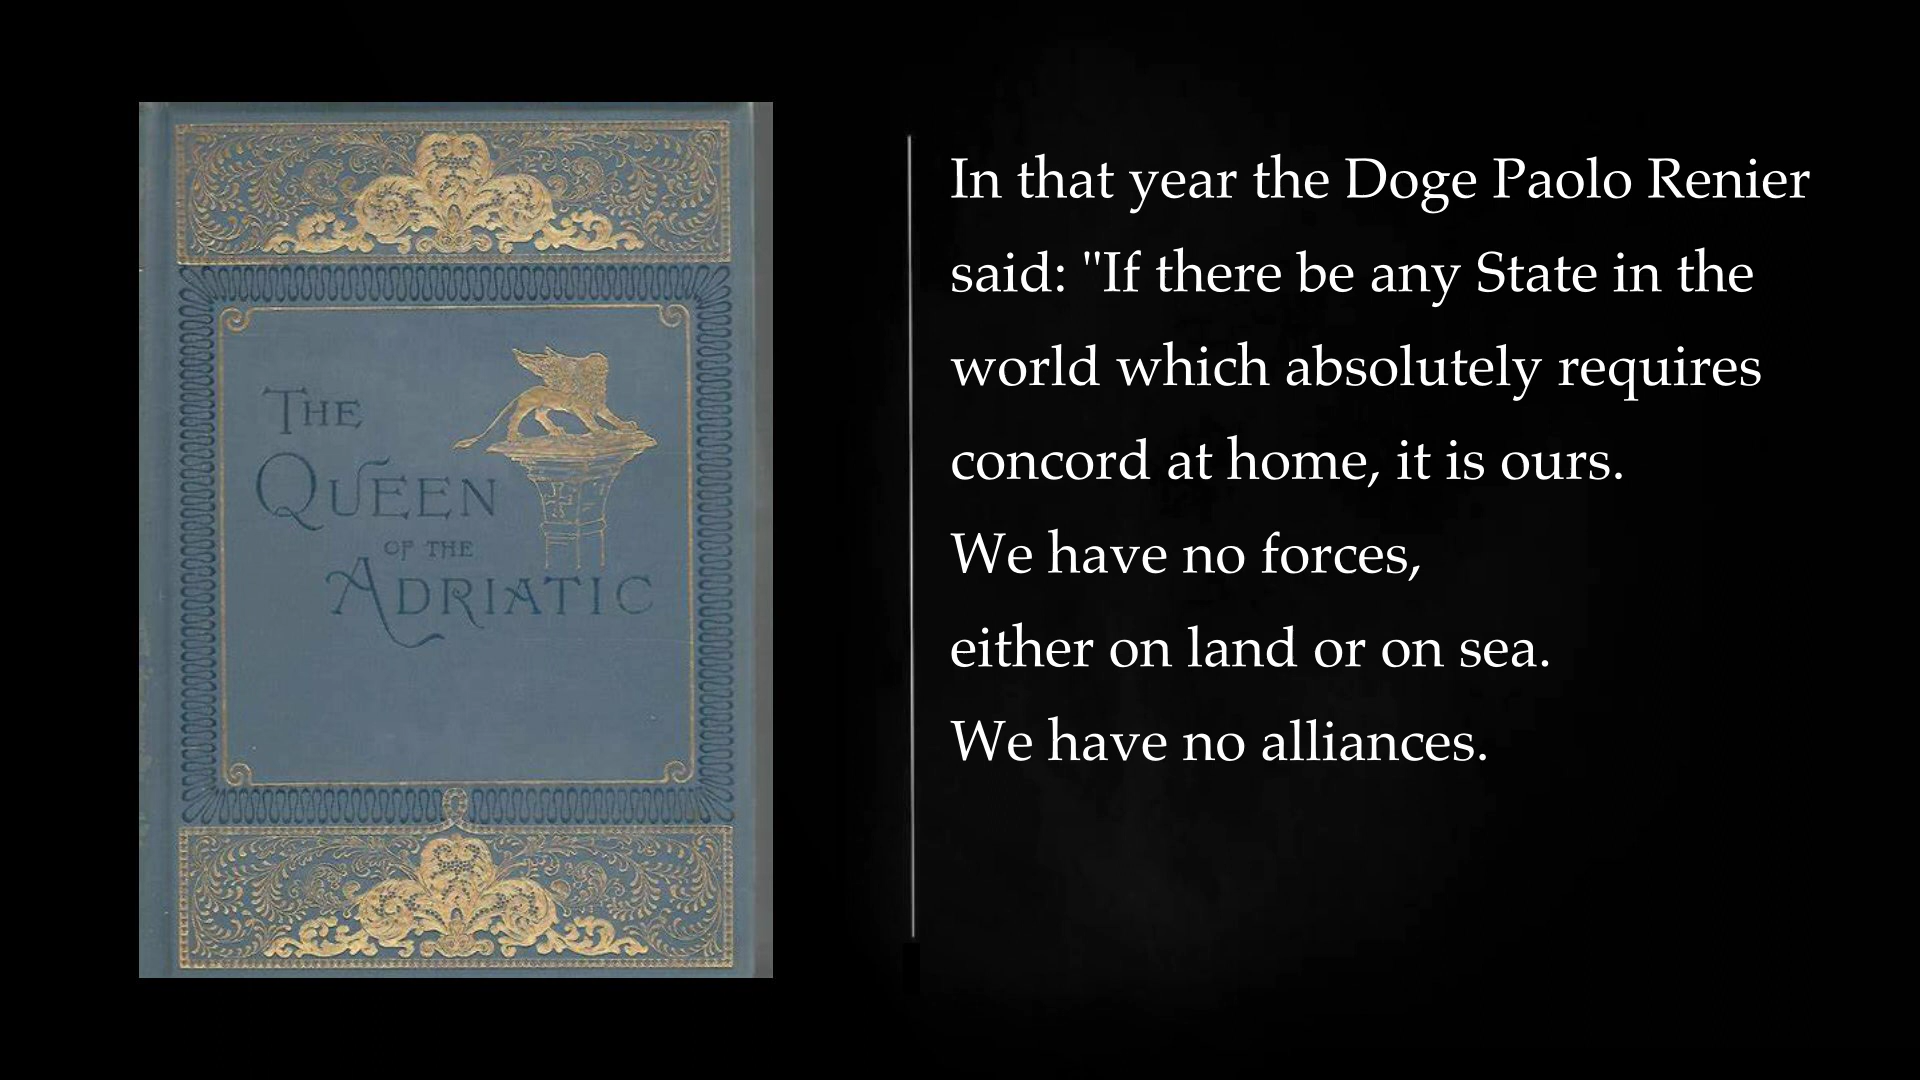 THE
QUEEN
OF THE
ADRIATIC
In that year the Doge Paolo Renier
said: "If there be any State in the
world which absolutely requires
concord at home, it is ours.
We have no forces,
either on land or on sea.
We have no alliances.